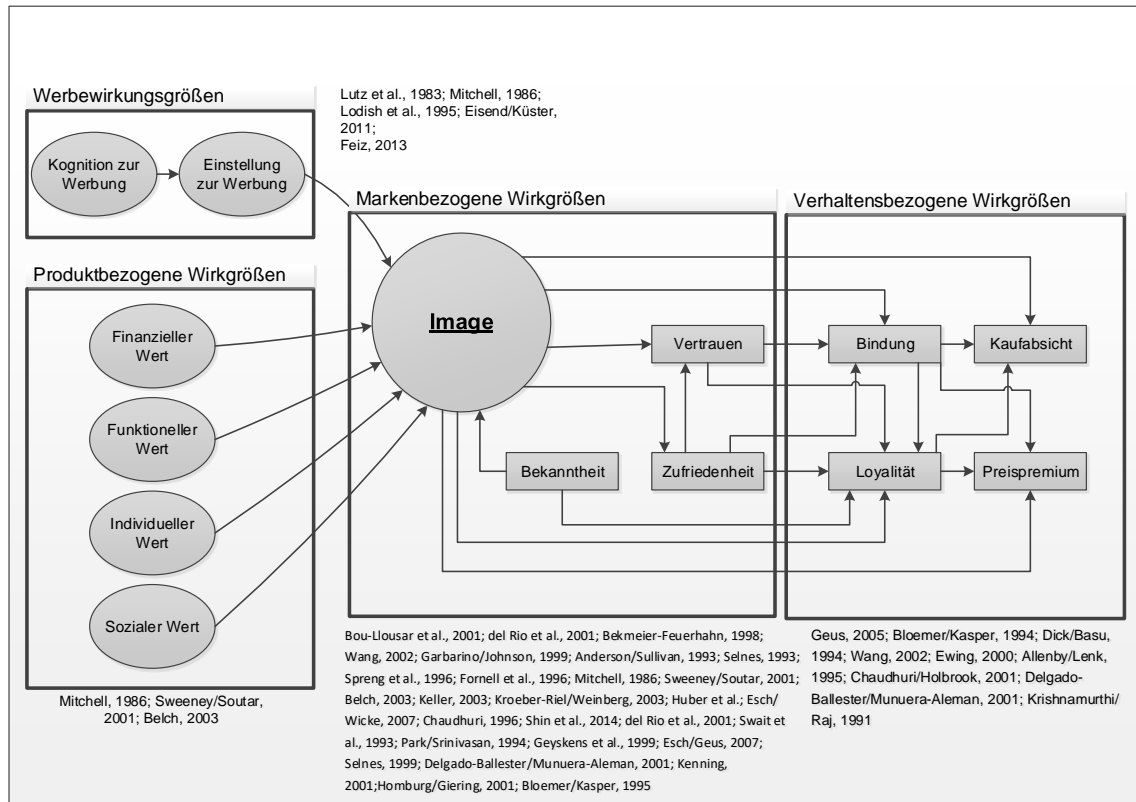 Werbewirkungsgrößen
Kognition zur
Werbung
Einstellung
zur Werbung
Lutz et al., 1983; Mitchell, 1986;
Lodish et al., 1995; Eisend/Küster,
2011;
Feiz, 2013
Produktbezogene Wirkgrößen
Finanzieller
Wert
Funktioneller
Wert
Individueller
Wert
Sozialer Wert
Mitchell, 1986; Sweeney/Soutar,
2001; Belch, 2003
Markenbezogene Wirkgrößen
Image
Vertrauen
Bekanntheit
Zufriedenheit
Bou-Llousar et al., 2001; del Rio et al., 2001; Bekmeier-Feuerhahn, 1998;
Wang, 2002; Garbarino/Johnson, 1999; Anderson/Sullivan, 1993; Selnes, 1993;
Spreng et al., 1996; Fornell et al., 1996; Mitchell, 1986; Sweeney/Soutar, 2001;
Belch, 2003; Keller, 2003; Kroeber-Riel/Weinberg, 2003; Huber et al.; Esch/
Wicke, 2007; Chaudhuri, 1996; Shin et al., 2014; del Rio et al., 2001; Swait et
al., 1993; Park/Srinivasan, 1994; Geyskens et al., 1999; Esch/Geus, 2007;
Selnes, 1999; Delgado-Ballester/Munuera-Aleman, 2001; Kenning,
2001;Homburg/Giering, 2001; Bloemer/Kasper, 1995
Verhaltensbezogene Wirkgrößen
Bindung
Kaufabsicht
Loyalität
Preispremium
Geus, 2005; Bloemer/Kasper, 1994; Dick/Basu,
1994; Wang, 2002; Ewing, 2000; Allenby/Lenk,
1995; Chaudhuri/Holbrook, 2001; Delgado-
Ballester/Munuera-Aleman, 2001; Krishnamurthi/
Raj, 1991